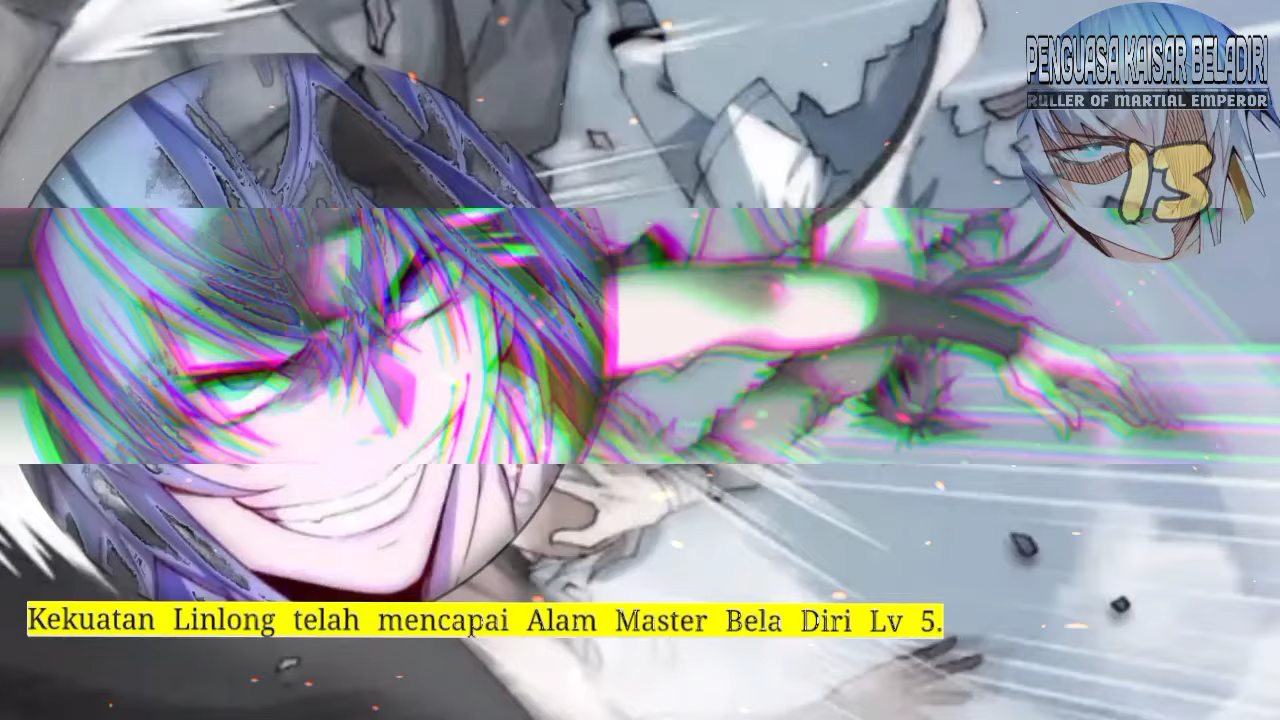 PENGUASA KAISAR BELADIRI
RULLER OF MARTIAL EMPEROR
13
Kekuatan Linlong telah mencapai Alam Master Bela Diri Lv 5.